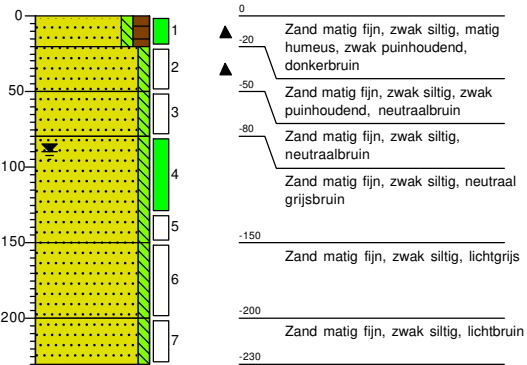 0
50
100
150
200
1
2
3
4
5
6
7
0
Zand matig fijn, zwak siltig, matig
humeus, zwak puinhoudend,
donkerbruin
-20
Zand matig fijn, zwak siltig, zwak
puinhoudend, neutraalbruin
-50
Zand matig fijn, zwak siltig,
neutraalbruin
-80
Zand matig fijn, zwak siltig, neutraal
grijsbruin
-150
Zand matig fijn, zwak siltig, lichtgrijs
-200
Zand matig fijn, zwak siltig, lichtbruin
-230